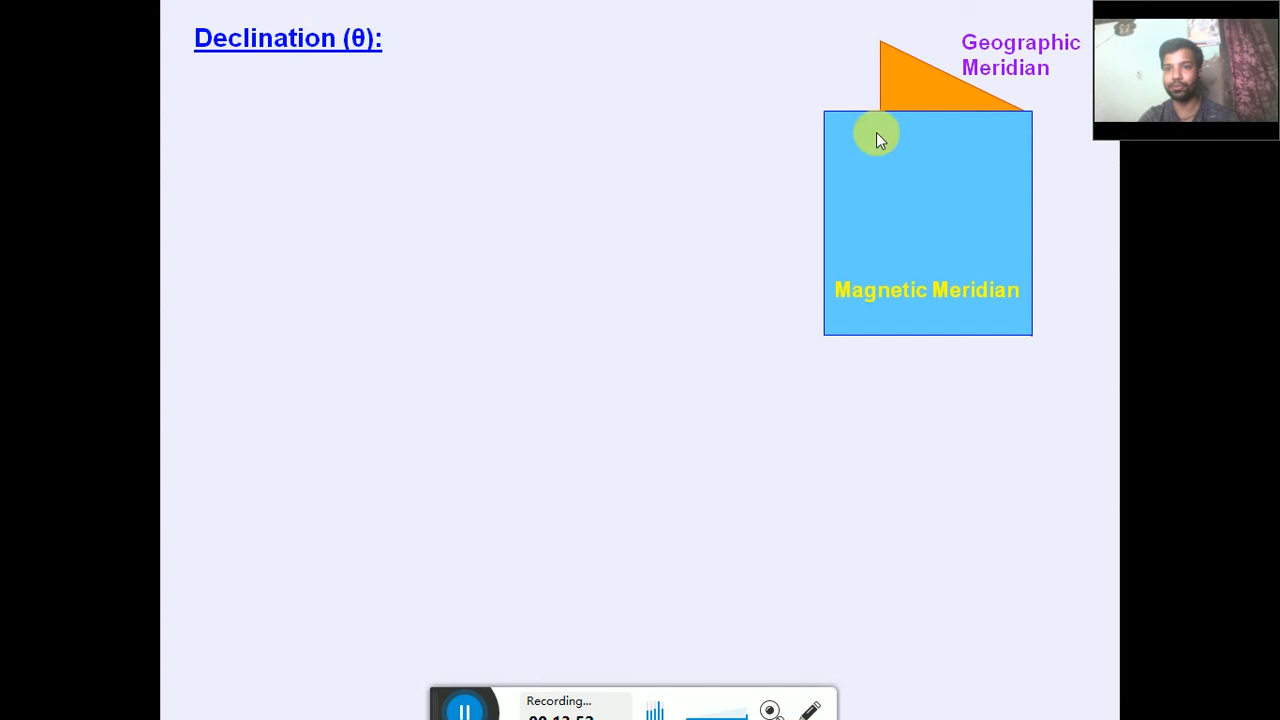 Declination (θ):
Geographic
Meridian
Magnetic Meridian
Recording...